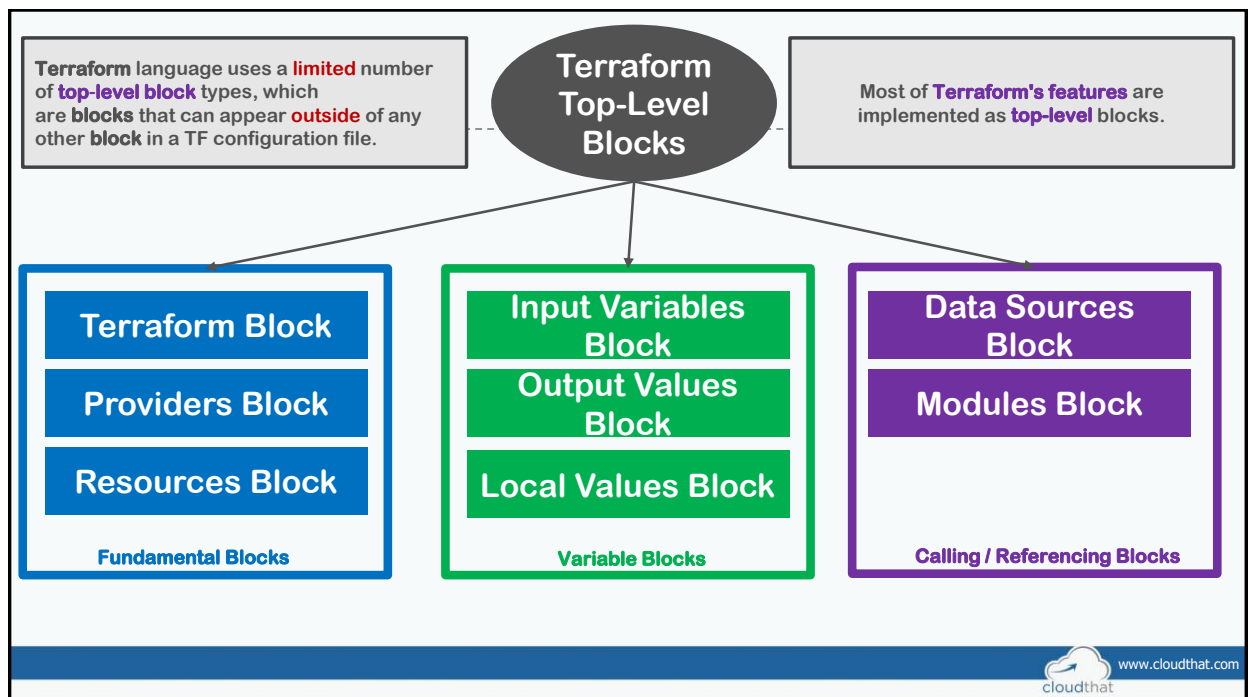 Terraform language uses a limited number
of top-level block types, which
are blocks that can appear outside of any
other block in a TF configuration file.
Terraform
Top-Level
Blocks
Most of Terraform's features are
implemented as top-level blocks.
Terraform Block
Providers Block
Resources Block
Fundamental Blocks
Input Variables
Block
Output Values
Block
Local Values Block
Variable Blocks
Data Sources
Block
Modules Block
Calling / Referencing Blocks
cloudthat
www.cloudthat.com